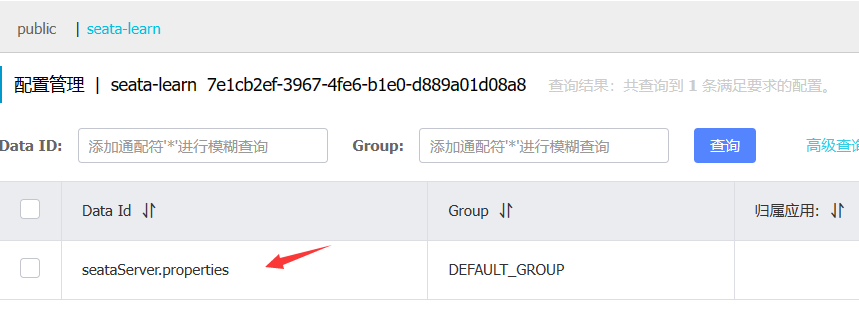 public | seata-learn
配置管理 | seata-learn 7e1cb2ef-3967-4fe6-b1e0-d889a01d08a8 查询结果：共查询到 1 条满足要求的配置。
Data ID: 添加通配符'*'进行模糊查询 Group: 添加通配符'*'进行模糊查询 查询 高级查询
Data Id Group 归属应用:
seataServer.properties DEFAULT_GROUP